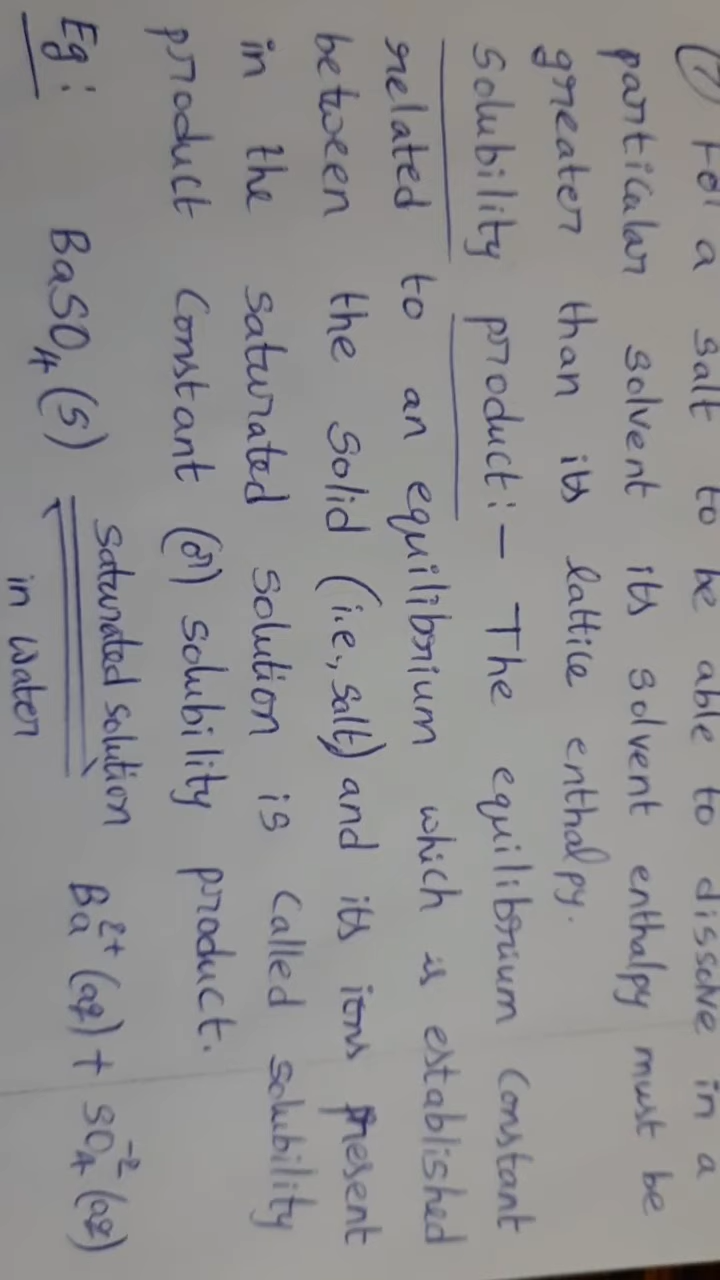 (7) For a salt to be able to dissolve in a
particular solvent its solvent enthalpy must be
greater than its lattice enthalpy.
Solubility product:- The equilibrium constant
related to an equilibrium which is established
between the solid (i.e., salt) and its ions present
in the saturated solution is called solubility
product constant (or) solubility product.
Eg: BaSO₄ (s) ⇌ Ba²⁺ (aq) + SO₄⁻² (aq)
saturated solution
in water